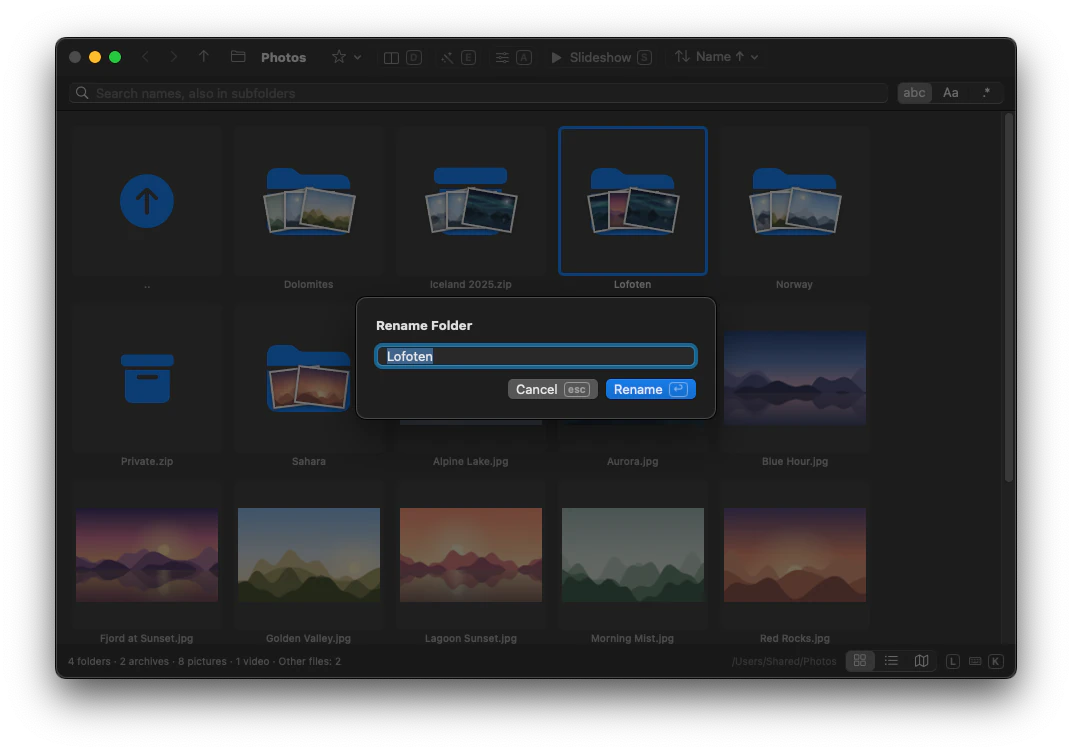 Photos
D
E
A
Slideshow S
Name
Search names, also in subfolders
abc
Aa
.*
..
Dolomites
Iceland 2025.zip
Lofoten
Norway
Rename Folder
Lofoten
Cancel esc
Rename
Private.zip
Sahara
Alpine Lake.jpg
Aurora.jpg
Blue Hour.jpg
Fjord at Sunset.jpg
Golden Valley.jpg
Lagoon Sunset.jpg
Morning Mist.jpg
Red Rocks.jpg
4 folders · 2 archives · 8 pictures · 1 video · Other files: 2
/Users/Shared/Photos
L
K